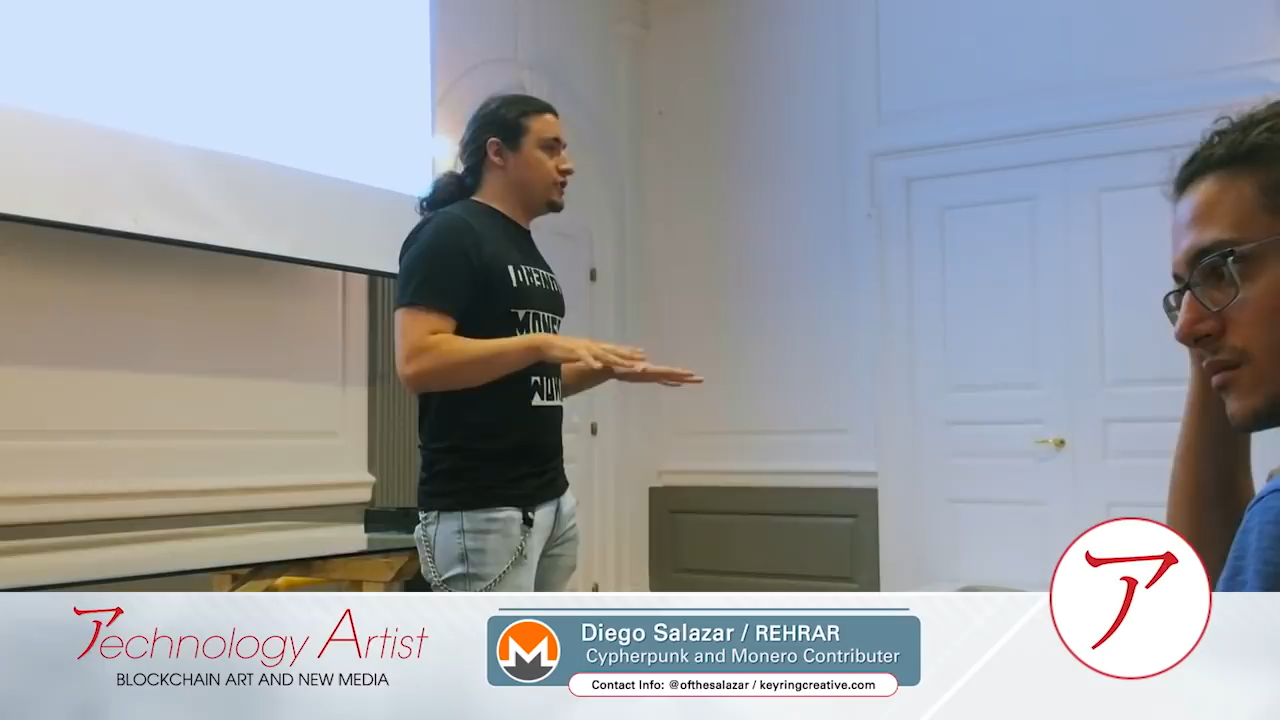 MONERO
Technology Artist
BLOCKCHAIN ART AND NEW MEDIA
Diego Salazar / REHRAR
Cypherpunk and Monero Contributer
Contact Info: @ofthesalazar / keyringcreative.com
ア